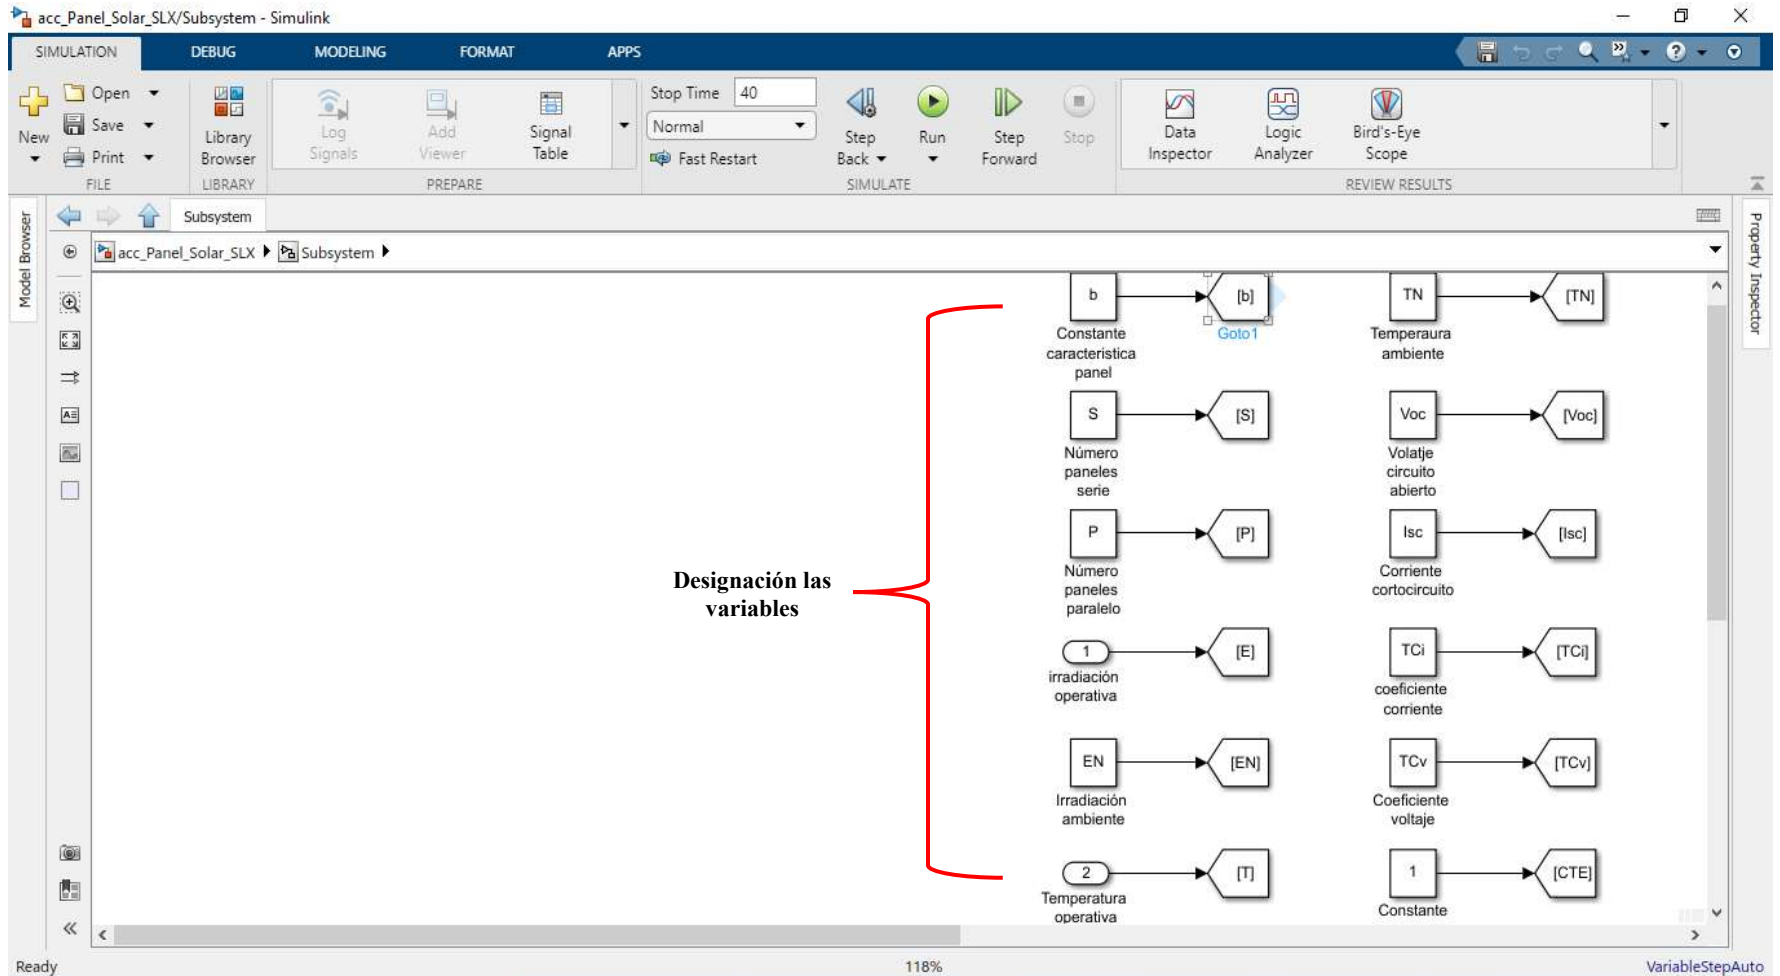 acc_Panel_Solar_SLX/Subsystem - Simulink
SIMULATION DEBUG MODELING FORMAT APPS
New
Open
Save
Print
FILE
Library
Browser
LIBRARY
Log
Signals
Add
Viewer
Signal
Table
PREPARE
Stop Time 40
Normal
Fast Restart
Step
Back
Run
Step
Forward
Stop
SIMULATE
Data
Inspector
Logic
Analyzer
Bird's-Eye
Scope
REVIEW RESULTS
Model Browser
Property Inspector
Subsystem
acc_Panel_Solar_SLX Subsystem
Designación las
variables
b [b]
Constante
caracteristica
panel
Goto1
TN [TN]
Temperaura
ambiente
S [S]
Número
paneles
serie
Voc [Voc]
Volatje
circuito
abierto
P [P]
Número
paneles
paralelo
Isc [Isc]
Corriente
cortocircuito
1 [E]
irradiación
operativa
TCi [TCi]
coeficiente
corriente
EN [EN]
Irradiación
ambiente
TCv [TCv]
Coeficiente
voltaje
2 [T]
Temperatura
operativa
1 [CTE]
Constante
Ready 118% VariableStepAuto